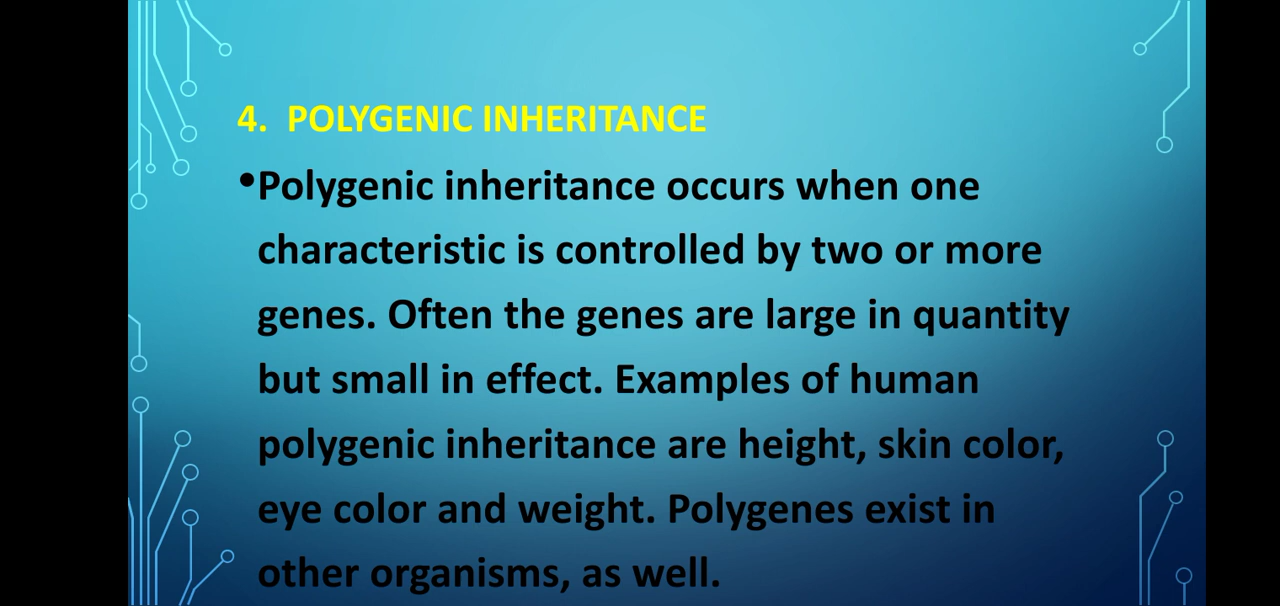 4. POLYGENIC INHERITANCE
•Polygenic inheritance occurs when one
characteristic is controlled by two or more
genes. Often the genes are large in quantity
but small in effect. Examples of human
polygenic inheritance are height, skin color,
eye color and weight. Polygenes exist in
other organisms, as well.